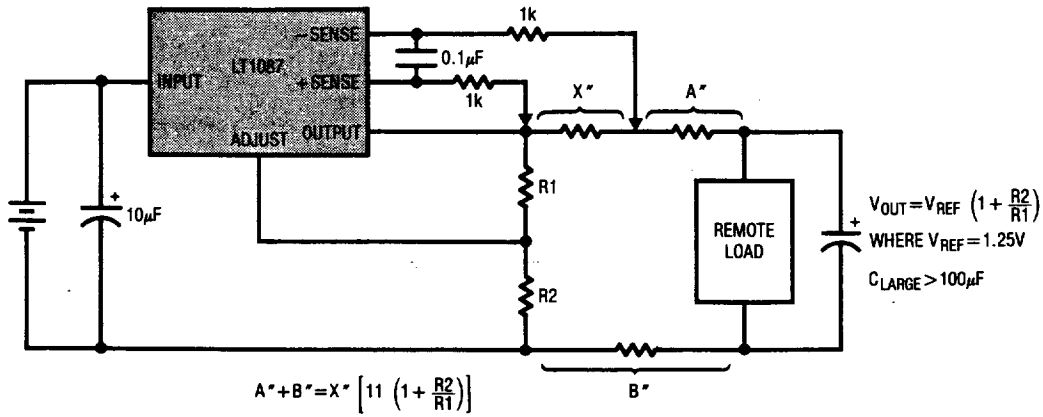 1k
−SENSE
0.1μF
INPUT
LT1087
+SENSE
1k
X″
A″
ADJUST
OUTPUT
+
10μF
R1
REMOTE
LOAD
+
V_OUT=V_REF (1+R2/R1)
WHERE V_REF=1.25V
C_LARGE>100μF
R2
A″+B″=X″ [11 (1+R2/R1)]
B″